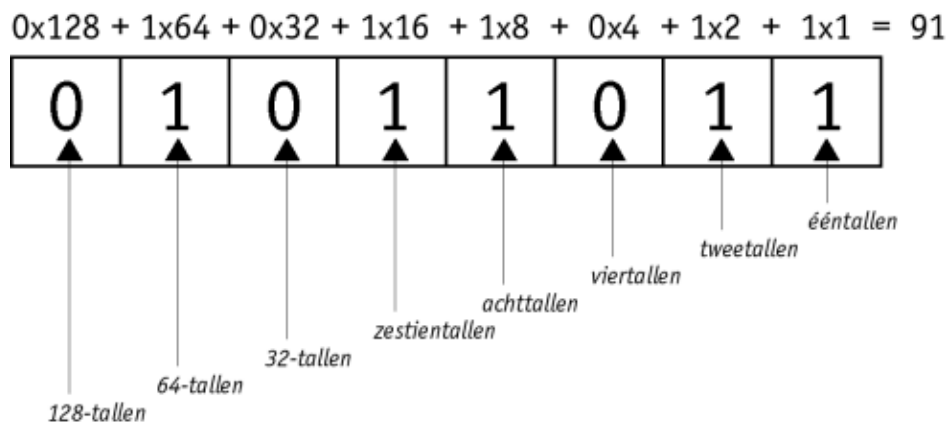 0x128 + 1x64 + 0x32 + 1x16 + 1x8 + 0x4 + 1x2 + 1x1 = 91
0 1 0 1 1 0 1 1
ééntallen
tweetallen
viertallen
achttallen
zestientallen
32-tallen
64-tallen
128-tallen